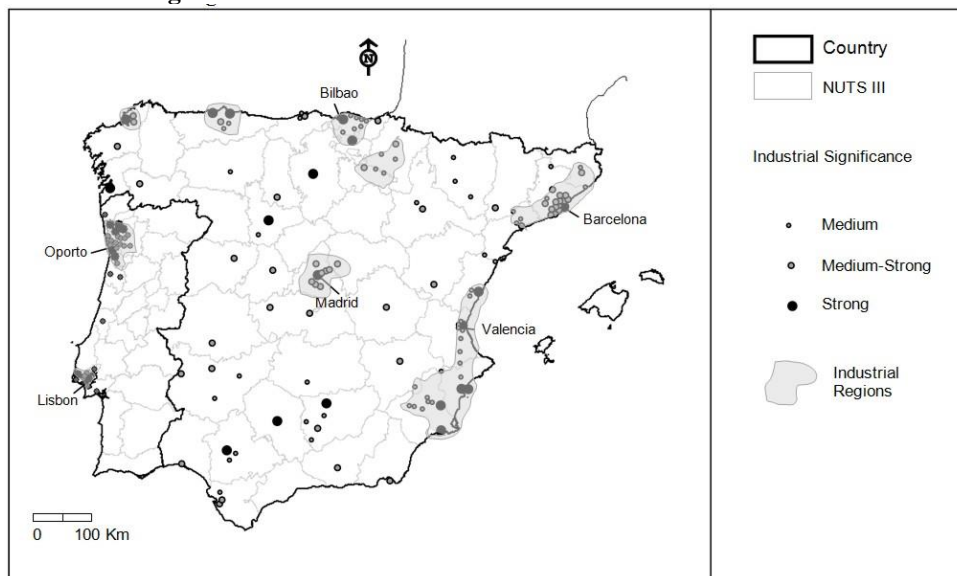 N
Bilbao
Barcelona
Oporto
Madrid
Valencia
Lisbon
0 100 Km
Country
NUTS III
Industrial Significance
Medium
Medium-Strong
Strong
Industrial
Regions